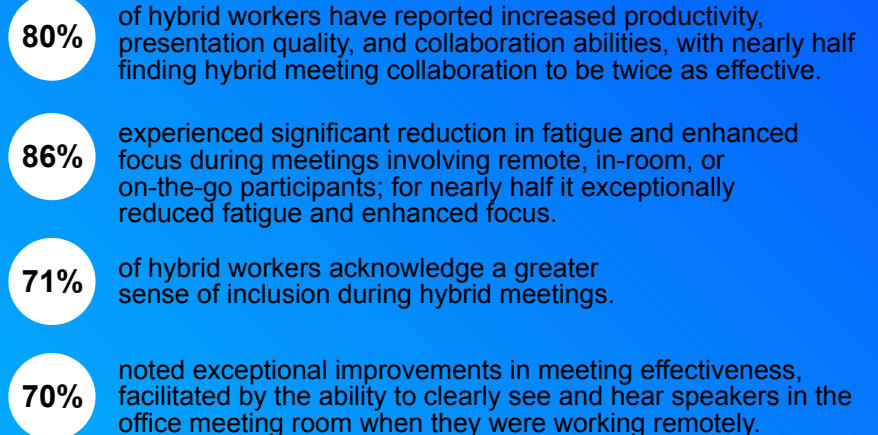 80%
of hybrid workers have reported increased productivity,
presentation quality, and collaboration abilities, with nearly half
finding hybrid meeting collaboration to be twice as effective.
86%
experienced significant reduction in fatigue and enhanced
focus during meetings involving remote, in-room, or
on-the-go participants; for nearly half it exceptionally
reduced fatigue and enhanced focus.
71%
of hybrid workers acknowledge a greater
sense of inclusion during hybrid meetings.
70%
noted exceptional improvements in meeting effectiveness,
facilitated by the ability to clearly see and hear speakers in the
office meeting room when they were working remotely.